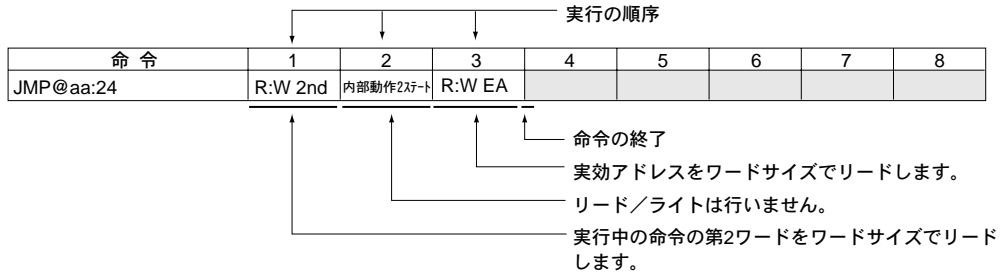 実行の順序
命 令 1 2 3 4 5 6 7 8
JMP@aa:24 R:W 2nd 内部動作2ステート R:W EA
命令の終了
実効アドレスをワードサイズでリードします。
リード／ライトは行いません。
実行中の命令の第2ワードをワードサイズでリード
します。